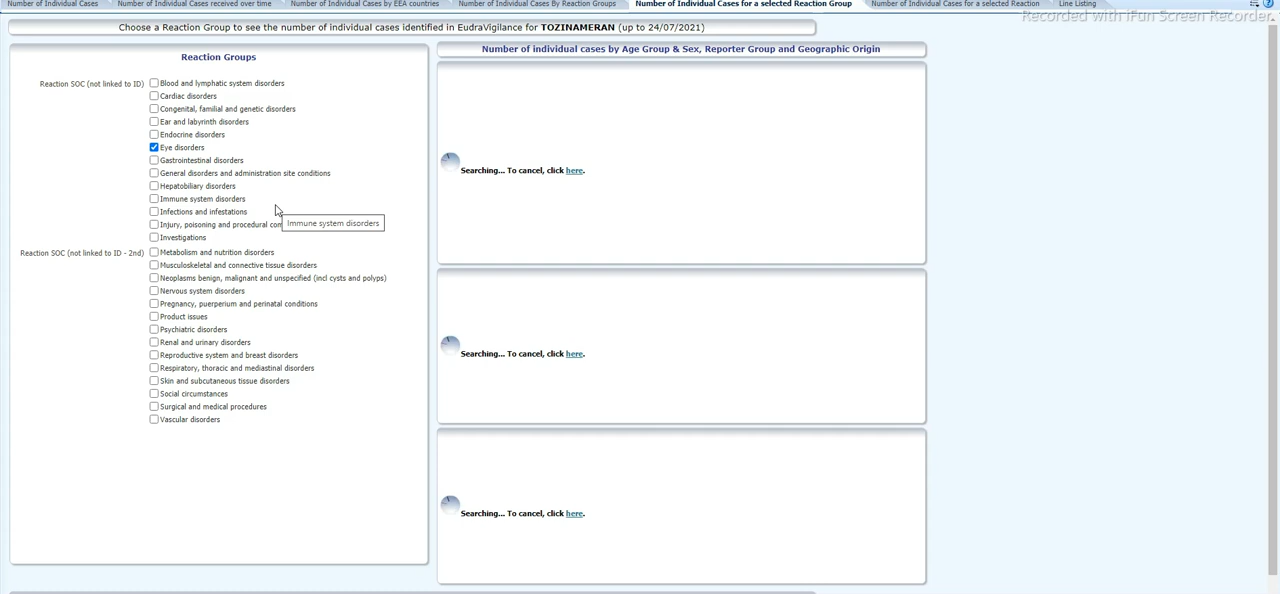 Number of Individual Cases
Number of Individual Cases received over time
Number of Individual Cases by EEA countries
Number of Individual Cases By Reaction Groups
Number of Individual Cases for a selected Reaction Group
Number of Individual Cases for a selected Reaction
Line Listing
Recorded with iFun Screen Recorder.
Choose a Reaction Group to see the number of individual cases identified in EudraVigilance for TOZINAMERAN (up to 24/07/2021)
Reaction Groups
Reaction SOC (not linked to ID)
Blood and lymphatic system disorders
Cardiac disorders
Congenital, familial and genetic disorders
Ear and labyrinth disorders
Endocrine disorders
Eye disorders
Gastrointestinal disorders
General disorders and administration site conditions
Hepatobiliary disorders
Immune system disorders
Infections and infestations
Injury, poisoning and procedural com
Immune system disorders
Investigations
Reaction SOC (not linked to ID - 2nd)
Metabolism and nutrition disorders
Musculoskeletal and connective tissue disorders
Neoplasms benign, malignant and unspecified (incl cysts and polyps)
Nervous system disorders
Pregnancy, puerperium and perinatal conditions
Product issues
Psychiatric disorders
Renal and urinary disorders
Reproductive system and breast disorders
Respiratory, thoracic and mediastinal disorders
Skin and subcutaneous tissue disorders
Social circumstances
Surgical and medical procedures
Vascular disorders
Number of individual cases by Age Group & Sex, Reporter Group and Geographic Origin
Searching... To cancel, click here.
Searching... To cancel, click here.
Searching... To cancel, click here.